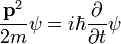 𝐩²/2m ψ = iℏ ∂/∂t ψ